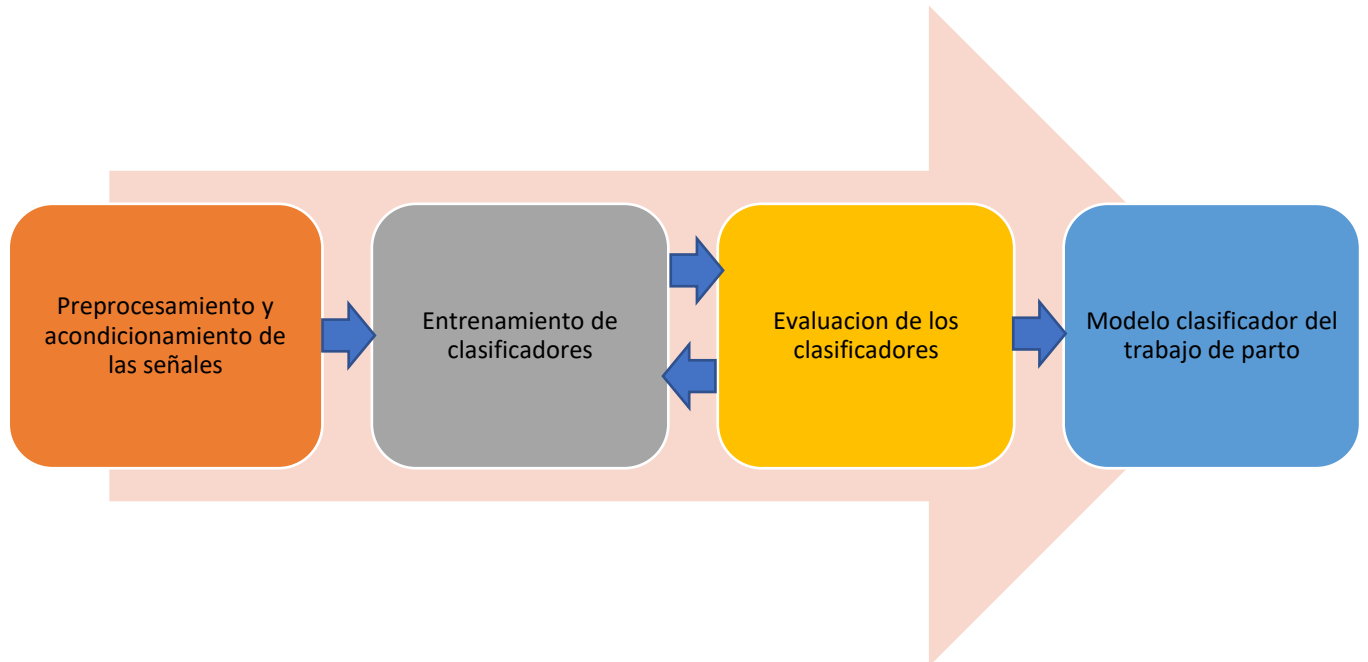 Preprocesamiento y
acondicionamiento de
las señales
Entrenamiento de
clasificadores
Evaluacion de los
clasificadores
Modelo clasificador del
trabajo de parto